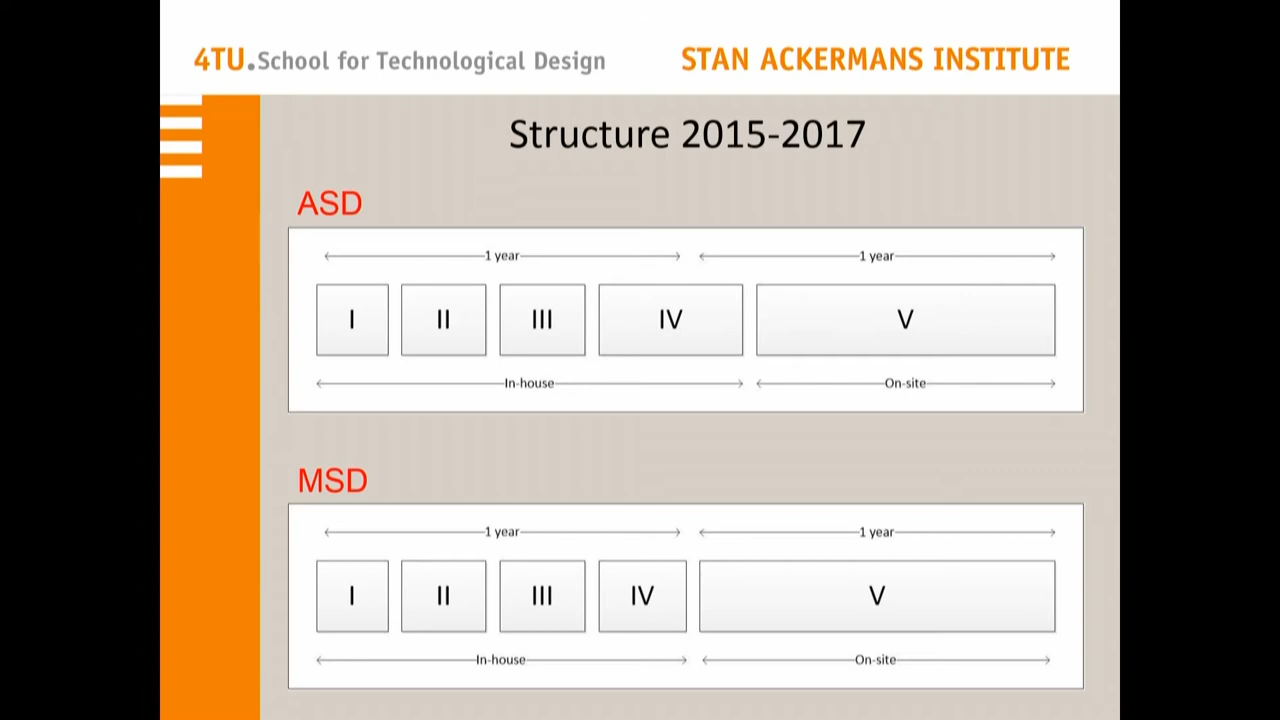 4TU.School for Technological Design
STAN ACKERMANS INSTITUTE
Structure 2015-2017
ASD
1 year 1 year
I II III IV V
In-house On-site
MSD
1 year 1 year
I II III IV V
In-house On-site